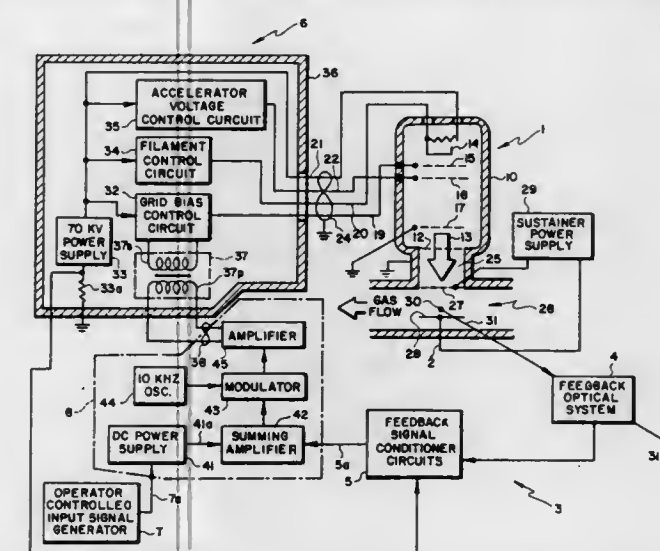 6
36
ACCELERATOR
VOLTAGE
CONTROL CIRCUIT
35
34
FILAMENT
CONTROL CIRCUIT
32
GRID BIAS
CONTROL
CIRCUIT
70 KV
POWER
SUPPLY
33
33a
37
37p
21
22
20
19
24
1
14
15
16
17
10
12
13
25
29
SUSTAINER
POWER SUPPLY
GAS
FLOW
30
27
26
31
28
2
38
AMPLIFIER
45
10 KHZ
OSC.
44
MODULATOR
43
42
41a
DC POWER
SUPPLY
41
SUMMING
AMPLIFIER
5a
FEEDBACK
SIGNAL
CONDITIONER
CIRCUITS
5
4
FEEDBACK
OPTICAL
SYSTEM
31
3
OPERATOR
CONTROLLED
INPUT SIGNAL
GENERATOR
7